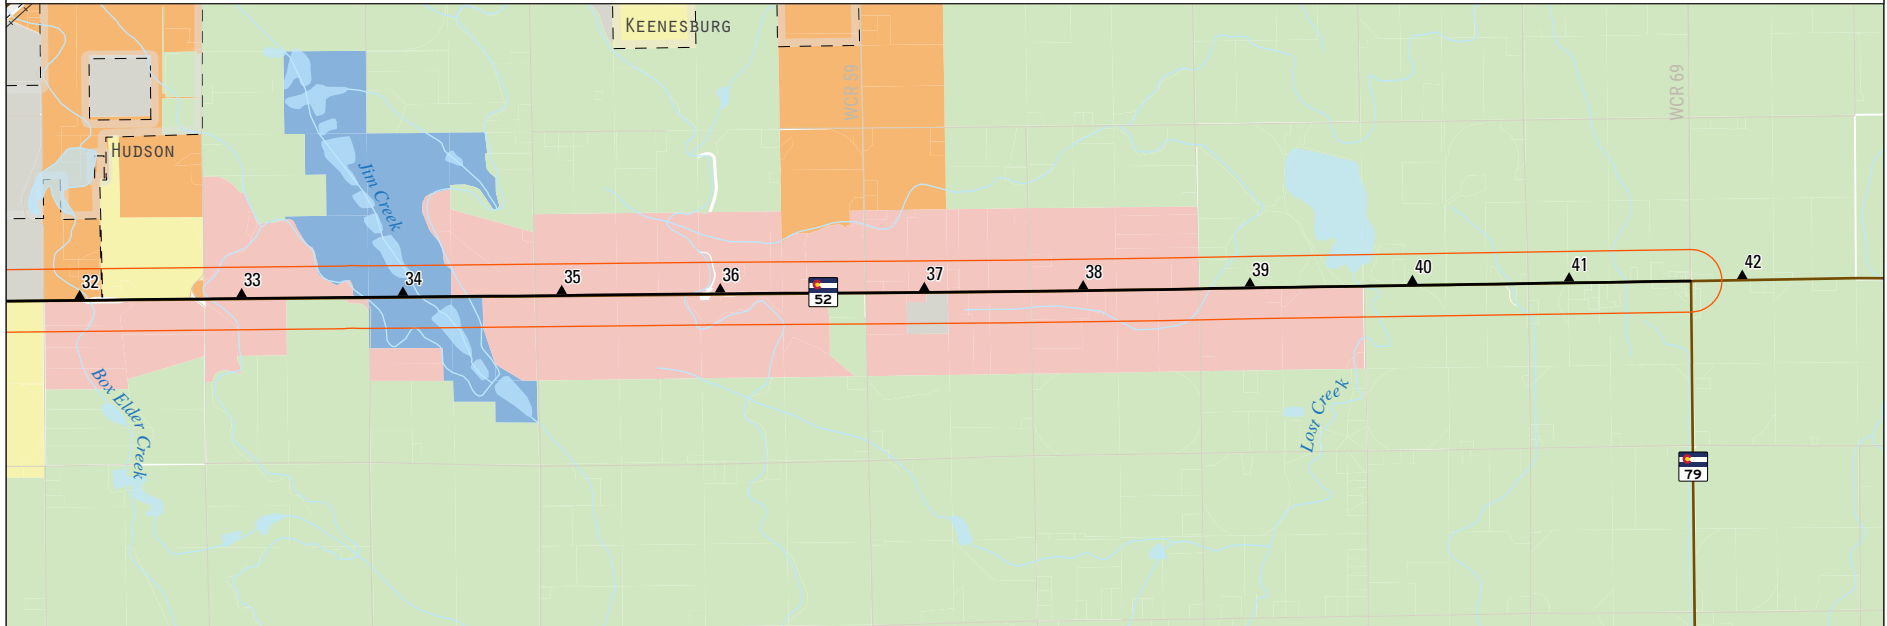 KEENESBURG
WCR 59
WCR 69
HUDSON
Jim Creek
32
33
34
35
36
37
38
39
40
41
42
52
Box Elder Creek
Lost Creek
79